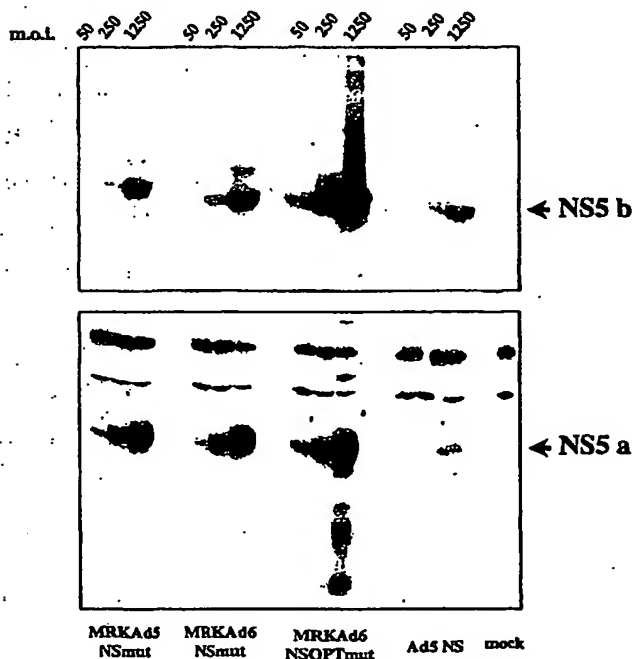 m.o.i. 50 250 1250 50 250 1250 50 250 1250 50 250 1250
NS5 b
NS5 a
MRKAd5 NSmut
MRKAd6 NSmut
MRKAd6 NSOPTmut
Ad5 NS
mock